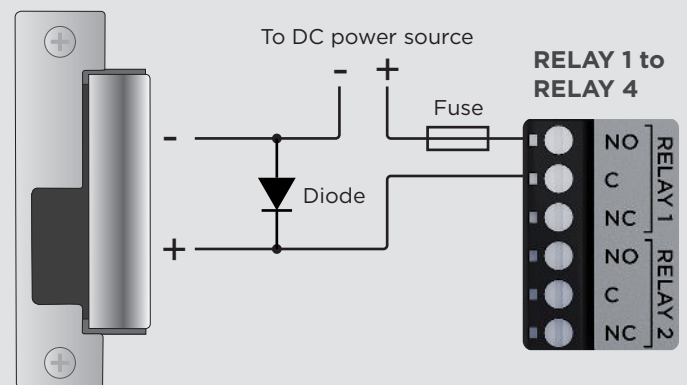 To DC power source
- +
RELAY 1 to
RELAY 4
Fuse
-
Diode
+
NO
C
NC
RELAY 1
NO
C
NC
RELAY 2